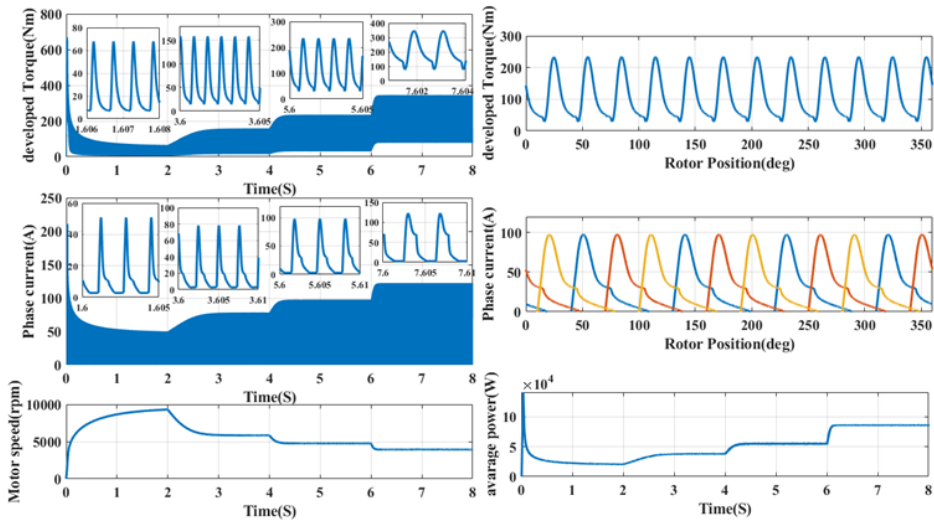 developed Torque(Nm)
800
600
400
200
0
80
60
40
20
0
1.606 1.607 1.608
150
100
50
0
3.6 3.605
300
200
100
0
5.6 5.605
400
300
200
100
0
7.602 7.604
0 1 2 3 4 5 6 7 8
Time(S)
developed Torque(Nm)
300
200
100
0
0 50 100 150 200 250 300 350
Rotor Position(deg)
Phase current(A)
250
200
150
100
50
0
60
40
20
0
1.6 1.605
100
80
60
40
20
0
3.6 3.605 3.61
100
50
0
5.6 5.605 5.61
150
100
50
0
7.6 7.605 7.61
0 1 2 3 4 5 6 7 8
Time(S)
Phase current(A)
100
50
0
0 50 100 150 200 250 300 350
Rotor Position(deg)
Motor speed(rpm)
10000
5000
0
0 1 2 3 4 5 6 7 8
Time(S)
avarage power(W)
×10⁴
10
5
0
0 1 2 3 4 5 6 7 8
Time(S)